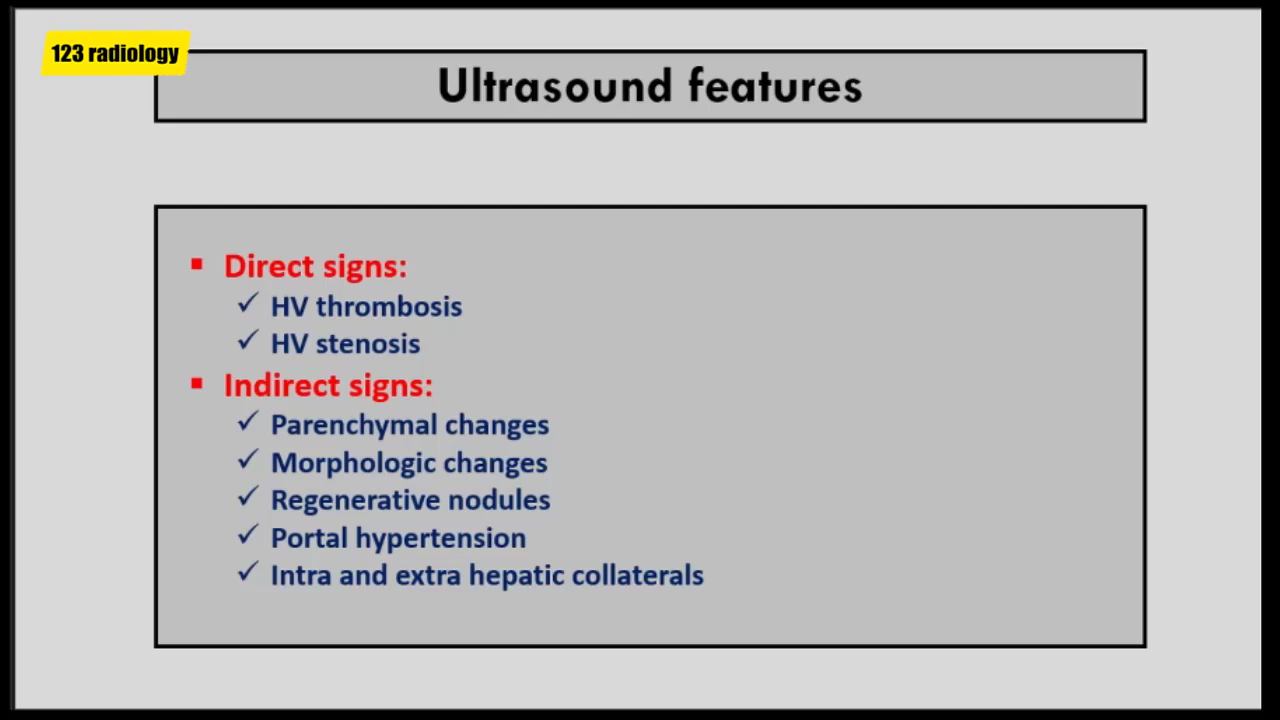 123 radiology
Ultrasound features
▪ Direct signs:
✓ HV thrombosis
✓ HV stenosis
▪ Indirect signs:
✓ Parenchymal changes
✓ Morphologic changes
✓ Regenerative nodules
✓ Portal hypertension
✓ Intra and extra hepatic collaterals